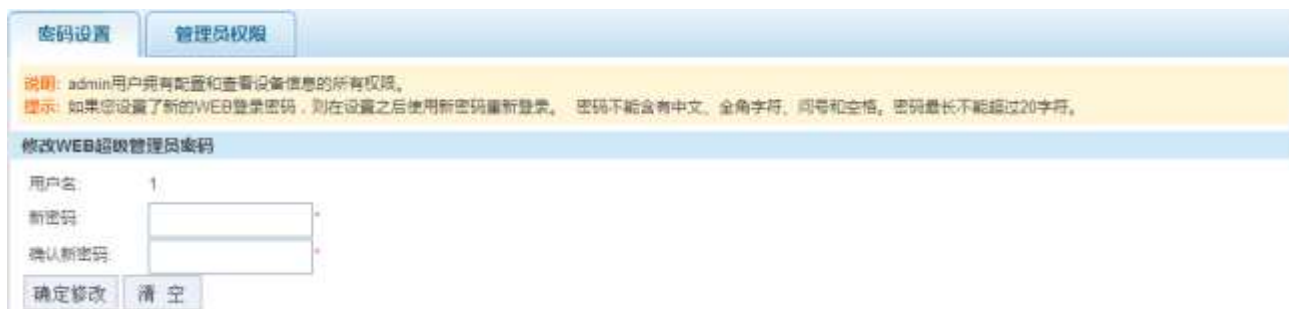 密码设置 管理员权限
说明: admin用户拥有配置和查看设备信息的所有权限。
提示: 如果您设置了新的WEB登录密码，则在设置之后使用新密码重新登录。 密码不能含有中文、全角字符、问号和空格。密码最长不能超过20字符。
修改WEB超级管理员密码
用户名: 1
新密码: *
确认新密码: *
确定修改 清 空